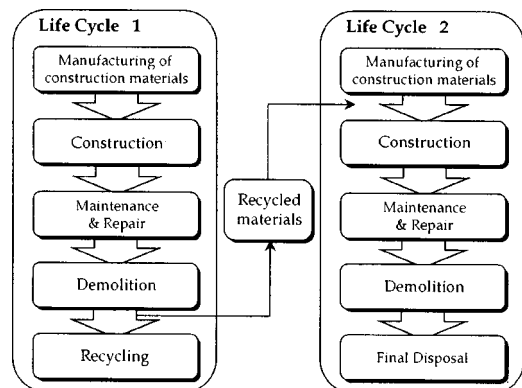 Life Cycle 1
Manufacturing of
construction materials
Construction
Maintenance
& Repair
Demolition
Recycling
Recycled
materials
Life Cycle 2
Manufacturing of
construction materials
Construction
Maintenance
& Repair
Demolition
Final Disposal